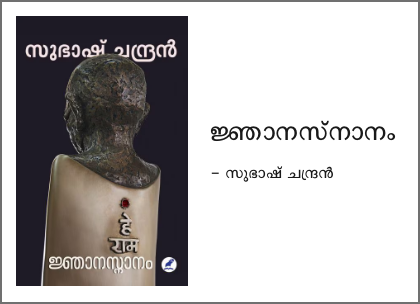 സുഭാഷ് ചന്ദ്രൻ
हे
राम
ജ്ഞാനസ്നാനം
ജ്ഞാനസ്നാനം
– സുഭാഷ് ചന്ദ്രൻ